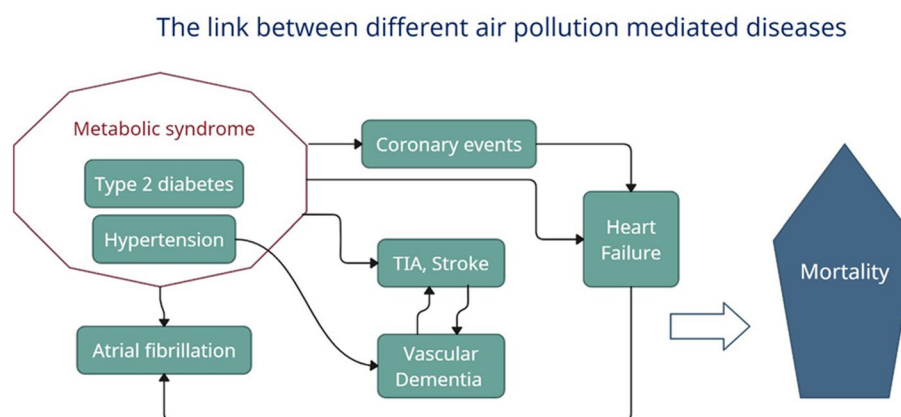 The link between different air pollution mediated diseases
Metabolic syndrome
Type 2 diabetes
Hypertension
Coronary events
TIA, Stroke
Heart
Failure
Mortality
Atrial fibrillation
Vascular
Dementia